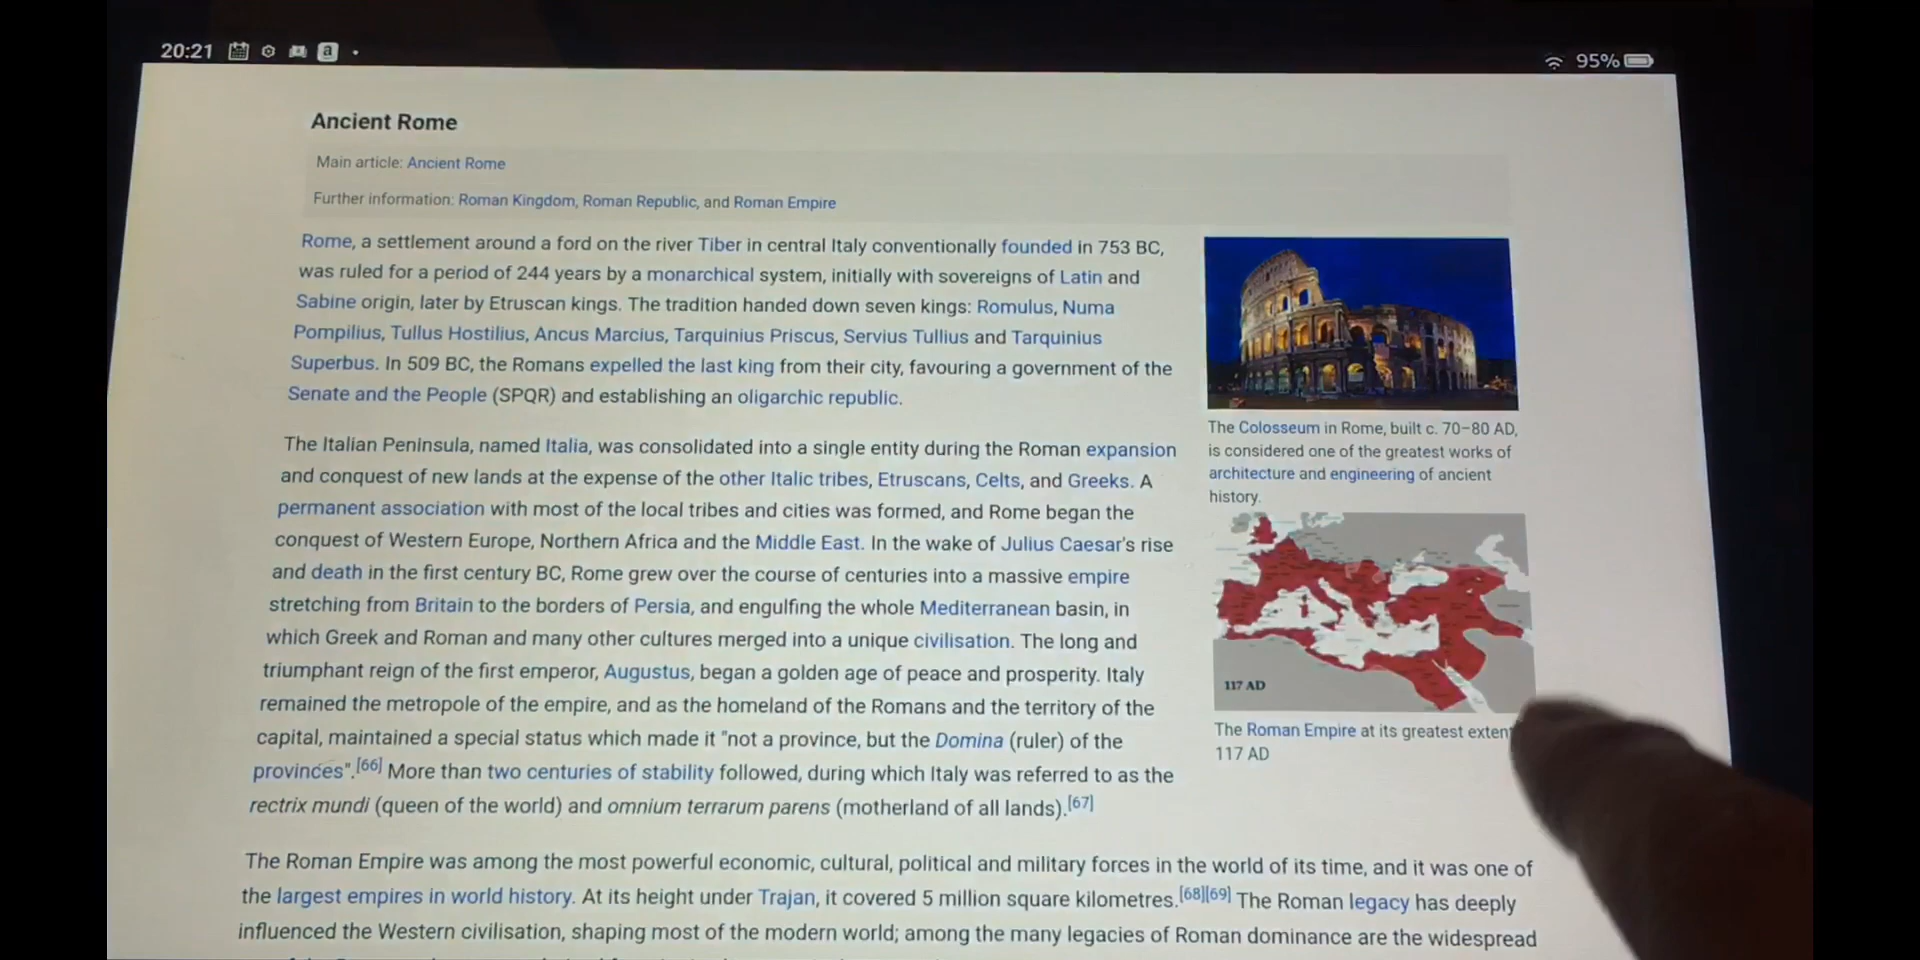 20:21
a
95%
Ancient Rome
Main article: Ancient Rome
Further information: Roman Kingdom, Roman Republic, and Roman Empire
Rome, a settlement around a ford on the river Tiber in central Italy conventionally founded in 753 BC,
was ruled for a period of 244 years by a monarchical system, initially with sovereigns of Latin and
Sabine origin, later by Etruscan kings. The tradition handed down seven kings: Romulus, Numa
Pompilius, Tullus Hostilius, Ancus Marcius, Tarquinius Priscus, Servius Tullius and Tarquinius
Superbus. In 509 BC, the Romans expelled the last king from their city, favouring a government of the
Senate and the People (SPQR) and establishing an oligarchic republic.
The Italian Peninsula, named Italia, was consolidated into a single entity during the Roman expansion
and conquest of new lands at the expense of the other Italic tribes, Etruscans, Celts, and Greeks. A
permanent association with most of the local tribes and cities was formed, and Rome began the
conquest of Western Europe, Northern Africa and the Middle East. In the wake of Julius Caesar's rise
and death in the first century BC, Rome grew over the course of centuries into a massive empire
stretching from Britain to the borders of Persia, and engulfing the whole Mediterranean basin, in
which Greek and Roman and many other cultures merged into a unique civilisation. The long and
triumphant reign of the first emperor, Augustus, began a golden age of peace and prosperity. Italy
remained the metropole of the empire, and as the homeland of the Romans and the territory of the
capital, maintained a special status which made it "not a province, but the Domina (ruler) of the
provinces".[66] More than two centuries of stability followed, during which Italy was referred to as the
rectrix mundi (queen of the world) and omnium terrarum parens (motherland of all lands).[67]
The Colosseum in Rome, built c. 70–80 AD,
is considered one of the greatest works of
architecture and engineering of ancient
history.
117 AD
The Roman Empire at its greatest exten
117 AD
The Roman Empire was among the most powerful economic, cultural, political and military forces in the world of its time, and it was one of
the largest empires in world history. At its height under Trajan, it covered 5 million square kilometres.[68][69] The Roman legacy has deeply
influenced the Western civilisation, shaping most of the modern world; among the many legacies of Roman dominance are the widespread